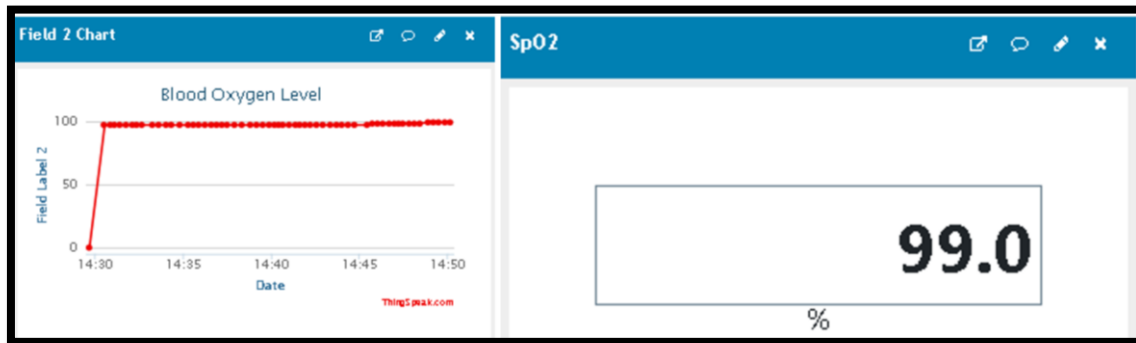 Field 2 Chart
Blood Oxygen Level
Field Label 2
100
50
0
14:30 14:35 14:40 14:45 14:50
Date
ThingSpeak.com
SpO2
99.0
%